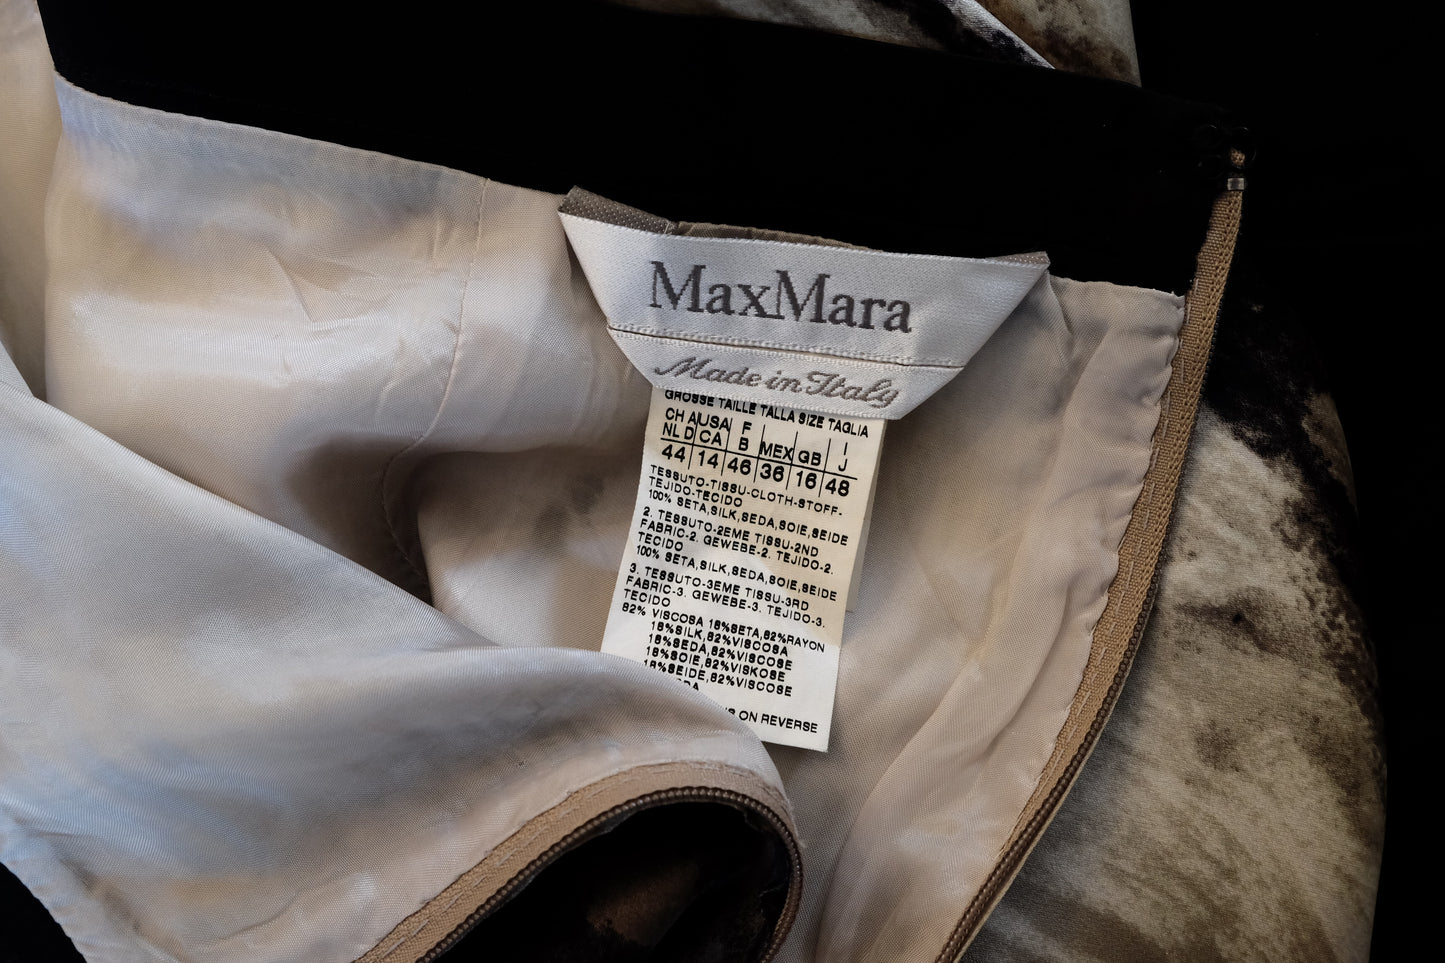 MaxMara
Made in Italy
GROSSE TAILLE TALLA SIZE TAGLIA
CH A USA F I
NL D CA B MEX GB J
44 14 46 36 16 48
TESSUTO-TISSU-CLOTH-STOFF-
TEJIDO-TECIDO
100% SETA,SILK,SEDA,SOIE,SEIDE
2. TESSUTO-2EME TISSU-2ND
FABRIC-2. GEWEBE-2. TEJIDO-2.
TECIDO
100% SETA,SILK,SEDA,SOIE,SEIDE
3. TESSUTO-3EME TISSU-3RD
FABRIC-3. GEWEBE-3. TEJIDO-3.
TECIDO
82% VISCOSA 18%SETA,82%RAYON
18%SILK,82%VISCOSA
18%SEDA,82%VISCOSE
18%SOIE,82%VISKOSE
18%SEIDE,82%VISCOSE
ON REVERSE